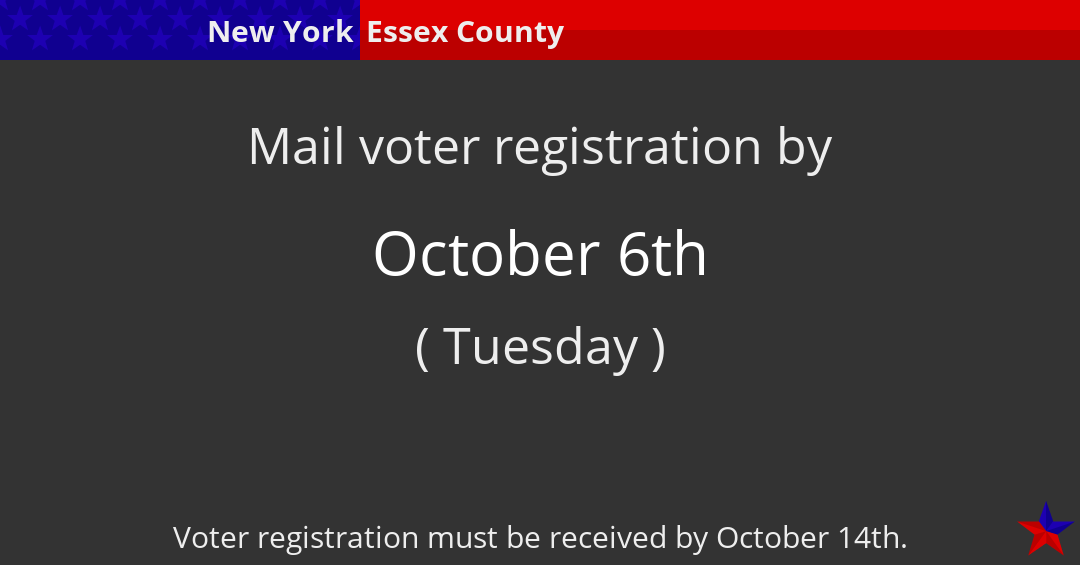 New York Essex County
Mail voter registration by
October 6th
( Tuesday )
Voter registration must be received by October 14th.